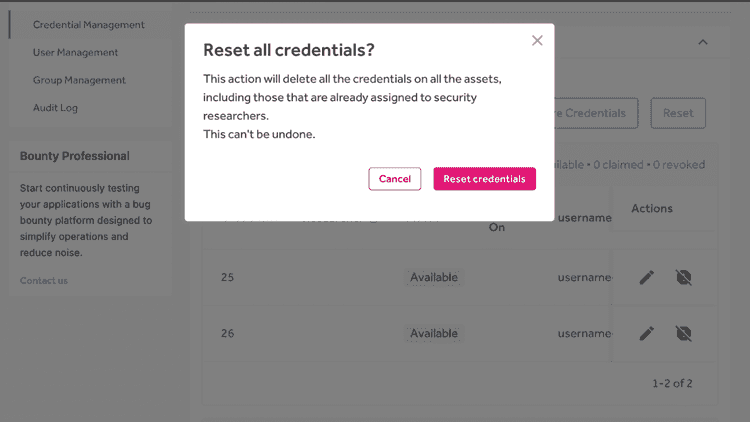 Credential Management
User Management
Group Management
Audit Log
Bounty Professional
Start continuously testing
your applications with a bug
bounty platform designed to
simplify operations and
reduce noise.
Contact us
Reset all credentials?
This action will delete all the credentials on all the assets,
including those that are already assigned to security
researchers.
This can't be undone.
Cancel
Reset credentials
Credentials
Reset
• 0 claimed • 0 revoked
On
username
Actions
25
Available
username
26
Available
username
1-2 of 2